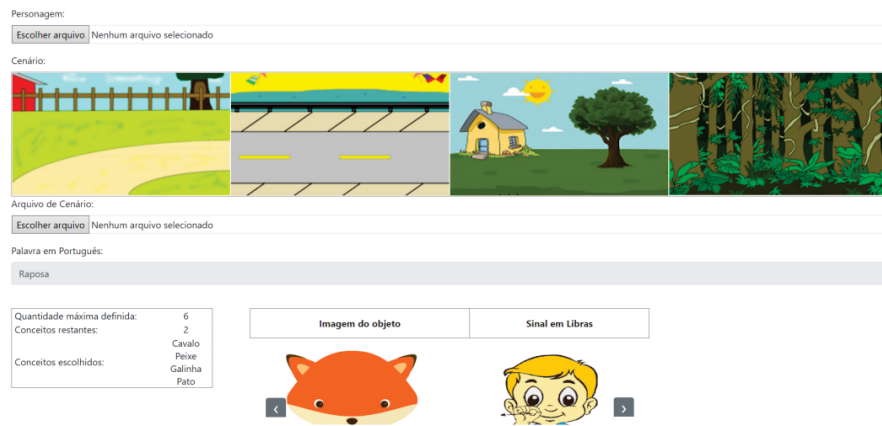 Personagem:
Escolher arquivo Nenhum arquivo selecionado
Cenário:
Arquivo de Cenário:
Escolher arquivo Nenhum arquivo selecionado
Palavra em Português:
Raposa
Quantidade máxima definida: 6
Conceitos restantes: 2
Conceitos escolhidos:
Cavalo
Peixe
Galinha
Pato
Imagem do objeto
Sinal em Libras